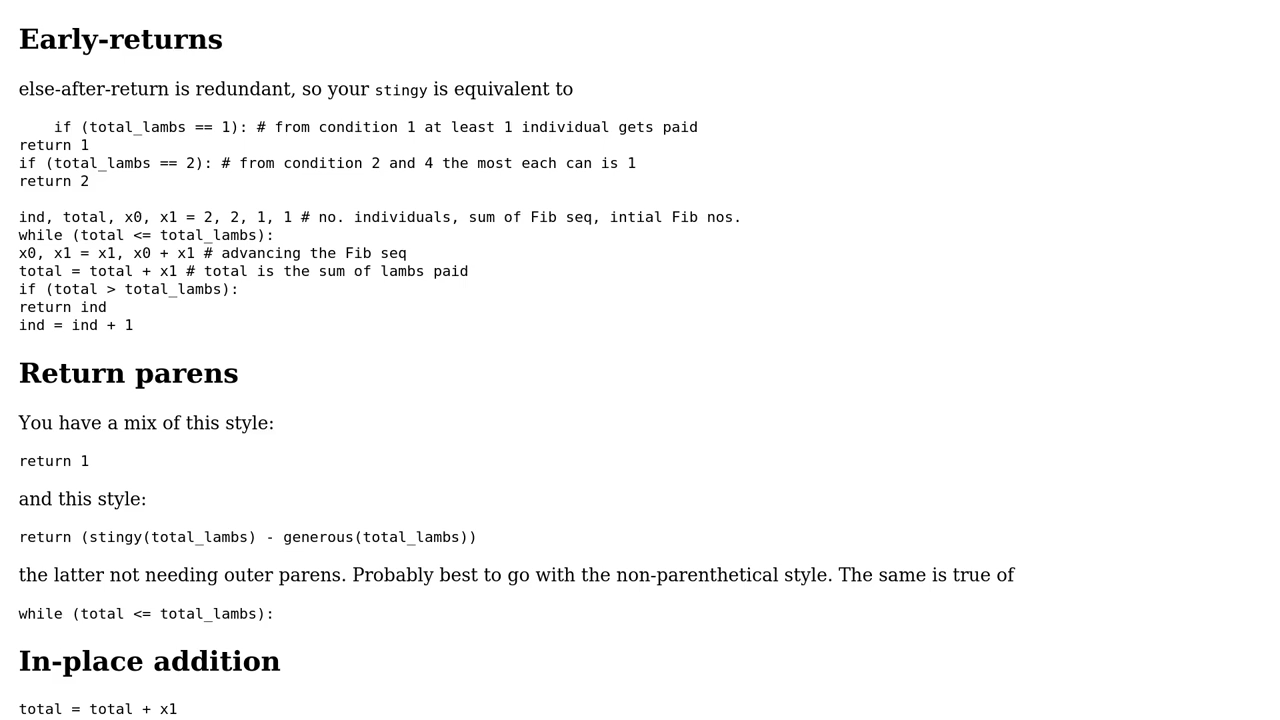 Early-returns
else-after-return is redundant, so your stingy is equivalent to
    if (total_lambs == 1): # from condition 1 at least 1 individual gets paid
return 1
if (total_lambs == 2): # from condition 2 and 4 the most each can is 1
return 2

ind, total, x0, x1 = 2, 2, 1, 1 # no. individuals, sum of Fib seq, intial Fib nos.
while (total <= total_lambs):
x0, x1 = x1, x0 + x1 # advancing the Fib seq
total = total + x1 # total is the sum of lambs paid
if (total > total_lambs):
return ind
ind = ind + 1
Return parens
You have a mix of this style:
return 1
and this style:
return (stingy(total_lambs) - generous(total_lambs))
the latter not needing outer parens. Probably best to go with the non-parenthetical style. The same is true of
while (total <= total_lambs):
In-place addition
total = total + x1